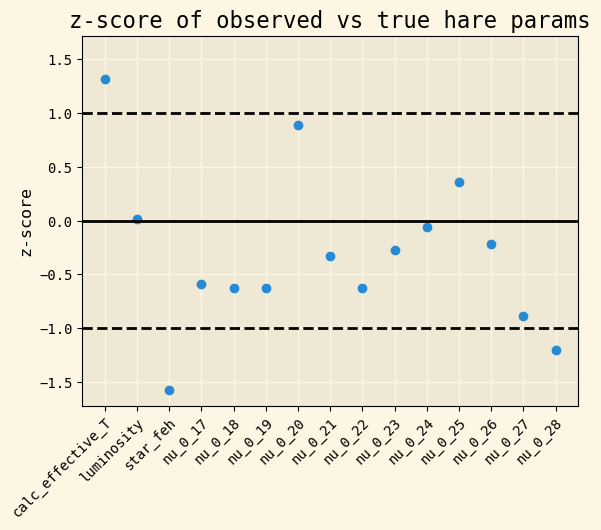 z-score of observed vs true hare params
z-score
1.5
1.0
0.5
0.0
−0.5
−1.0
−1.5
calc_effective_T
luminosity
star_feh
nu_0_17
nu_0_18
nu_0_19
nu_0_20
nu_0_21
nu_0_22
nu_0_23
nu_0_24
nu_0_25
nu_0_26
nu_0_27
nu_0_28